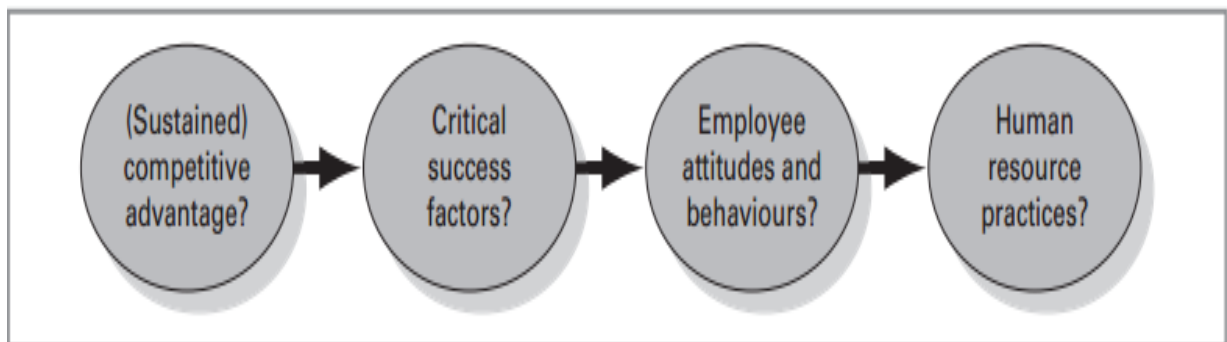 (Sustained)
competitive
advantage?
Critical
success
factors?
Employee
attitudes and
behaviours?
Human
resource
practices?